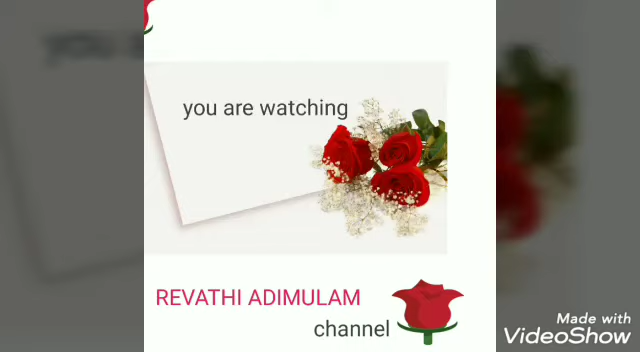 you are watching
REVATHI ADIMULAM
channel
Made with
VideoShow